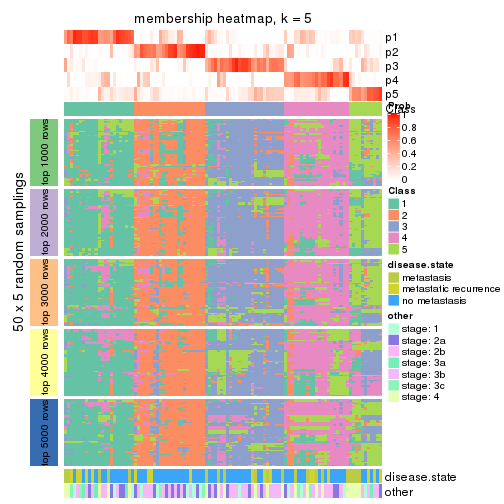 membership heatmap, k = 5
p1
p2
p3
p4
p5
Prob
Class
0.8
0.6
0.4
0.2
0
Class
1
2
3
4
5
disease.state
metastasis
metastatic recurrence
no metastasis
other
stage: 1
stage: 2a
stage: 2b
stage: 3a
stage: 3b
stage: 3c
stage: 4
50 x 5 random samplings
top 1000 rows
top 2000 rows
top 3000 rows
top 4000 rows
top 5000 rows
disease.state
other